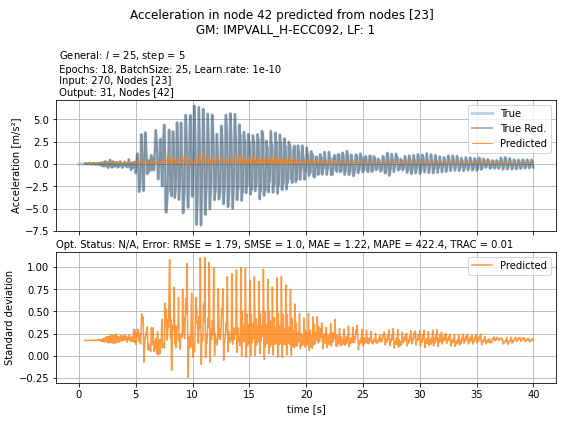 Acceleration in node 42 predicted from nodes [23]
GM: IMPVALL_H-ECC092, LF: 1
General: l = 25, step = 5
Epochs: 18, BatchSize: 25, Learn.rate: 1e-10
Input: 270, Nodes [23]
Output: 31, Nodes [42]
Acceleration [m/s²]
5.0
2.5
0.0
−2.5
−5.0
−7.5
True
True Red.
Predicted
Opt. Status: N/A, Error: RMSE = 1.79, SMSE = 1.0, MAE = 1.22, MAPE = 422.4, TRAC = 0.01
Standard deviation
1.00
0.75
0.50
0.25
0.00
−0.25
Predicted
0 5 10 15 20 25 30 35 40
time [s]